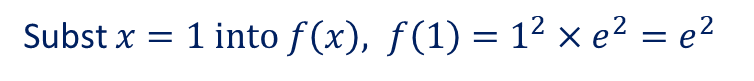 Subst x = 1 into f(x), f(1) = 1² × e² = e²